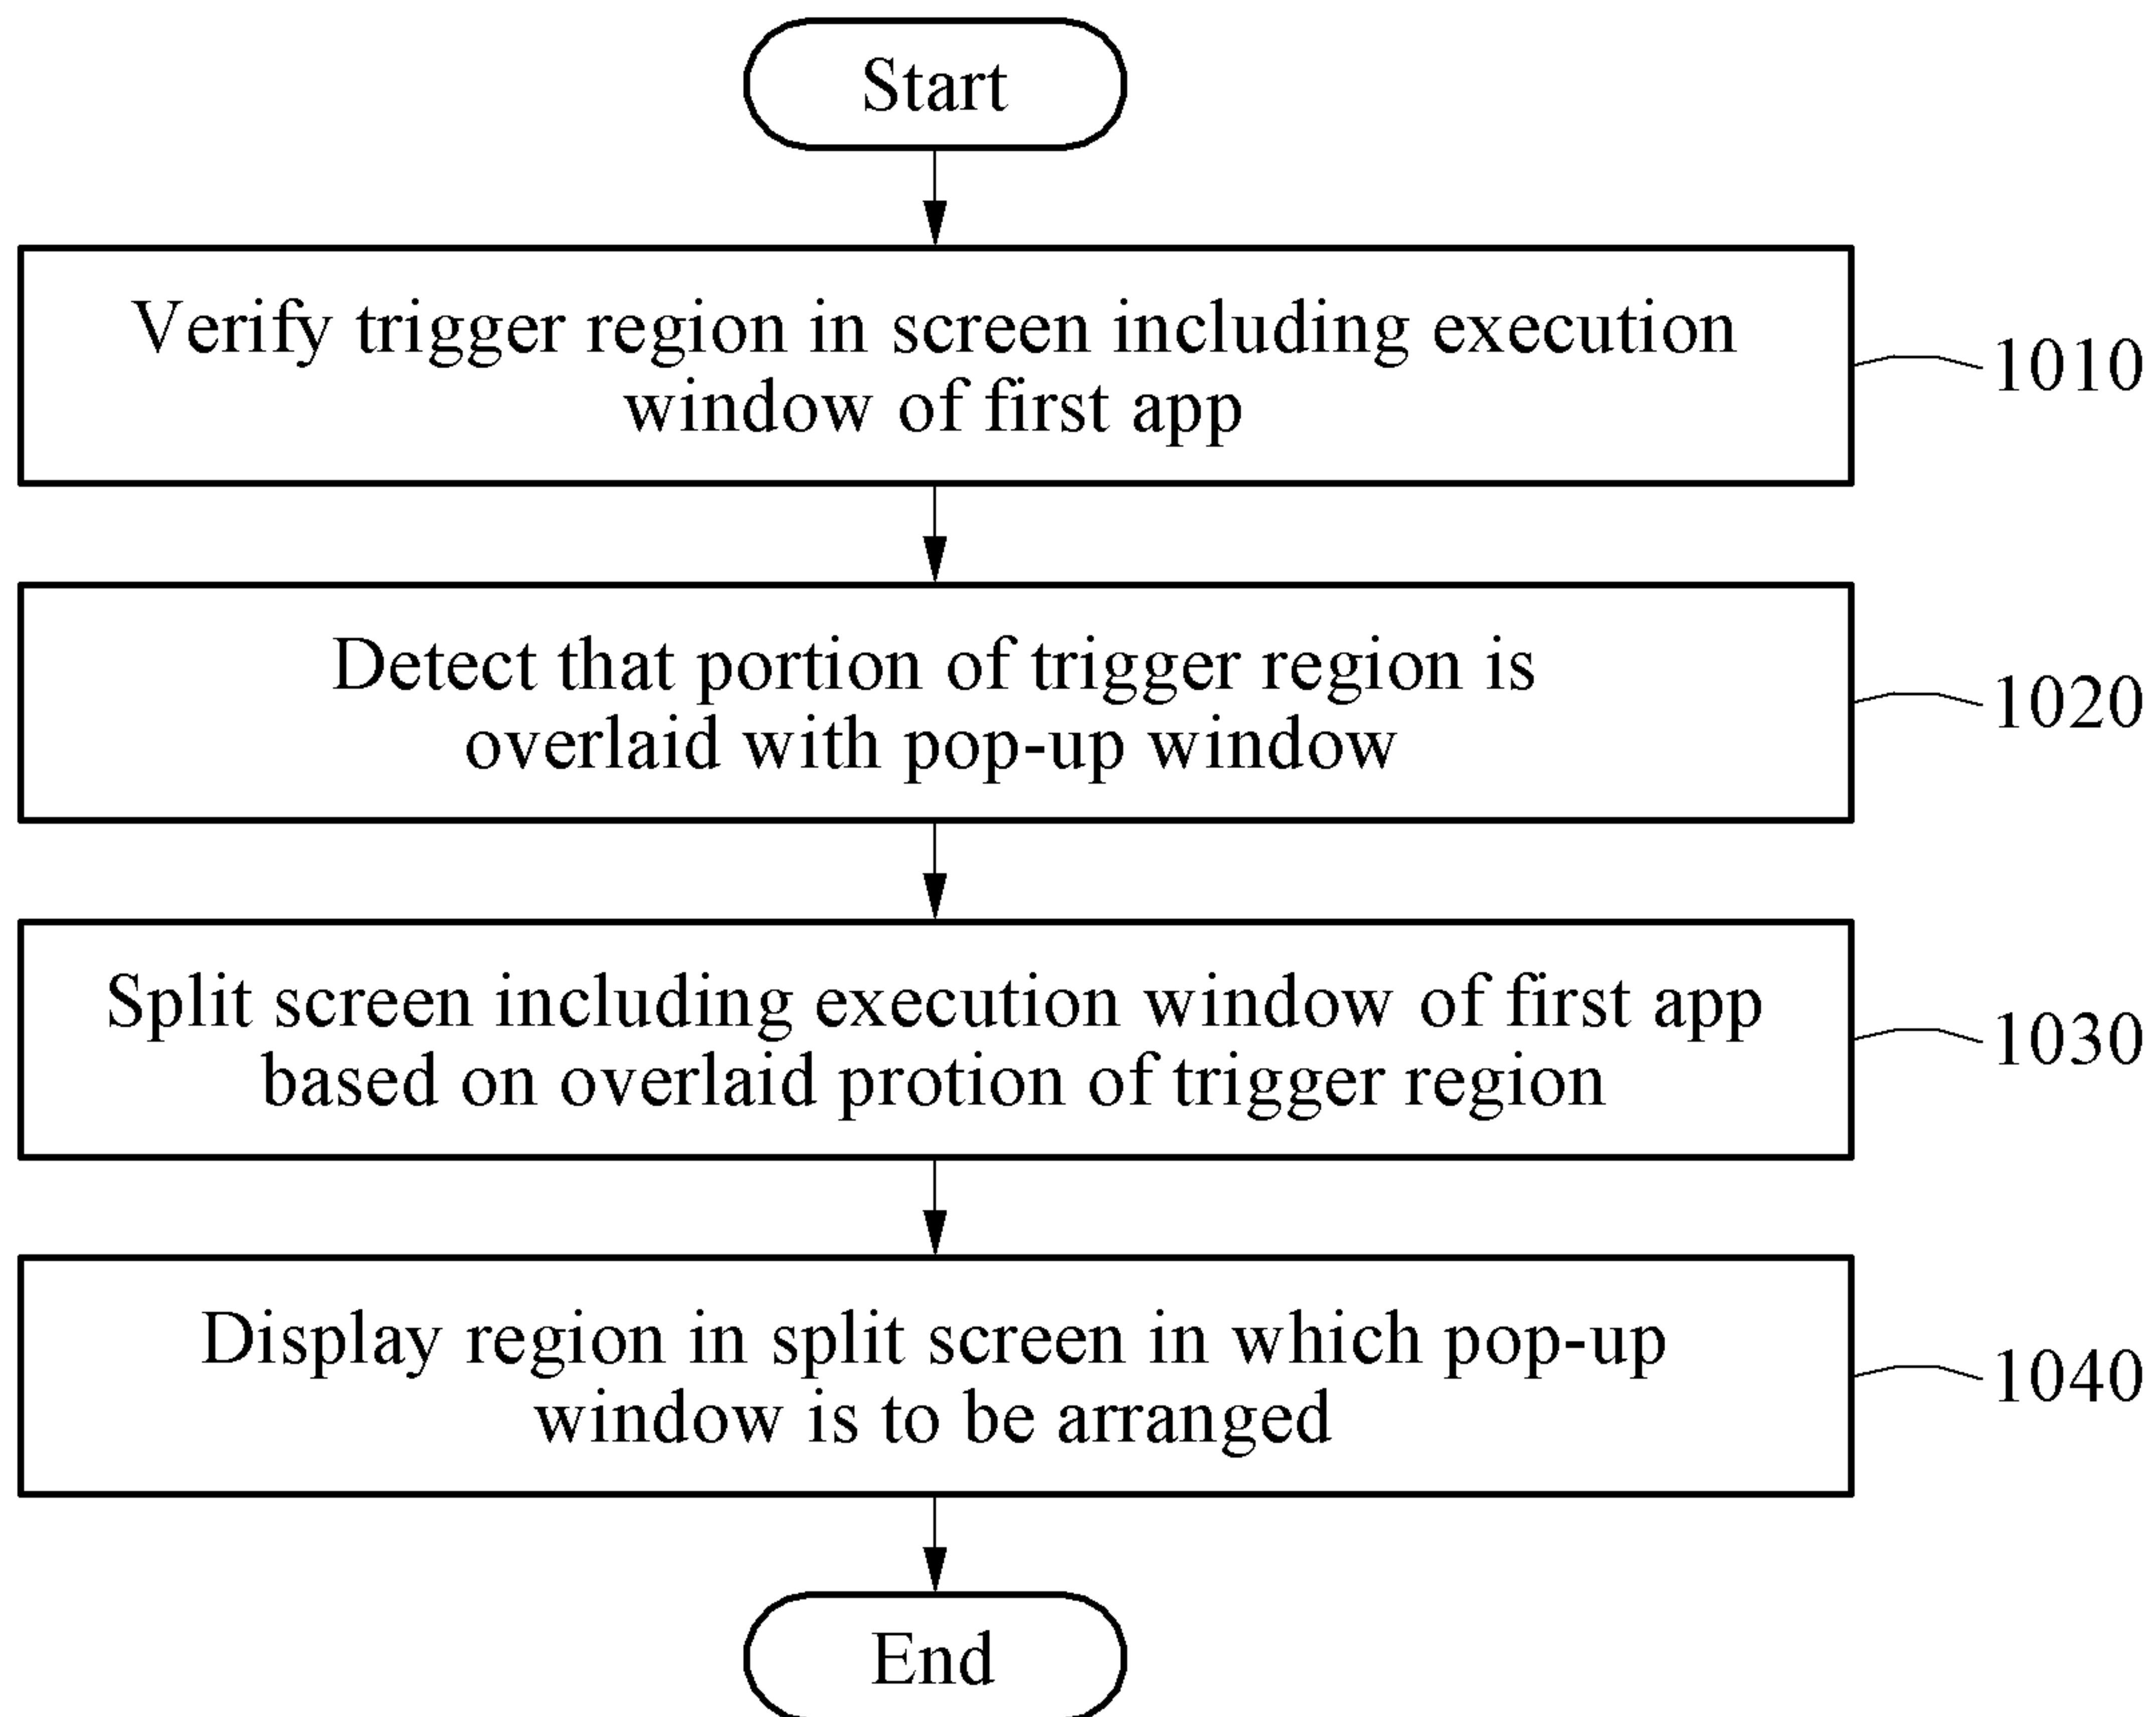 Start
Verify trigger region in screen including execution
window of first app
1010
Detect that portion of trigger region is
overlaid with pop-up window
1020
Split screen including execution window of first app
based on overlaid protion of trigger region
1030
Display region in split screen in which pop-up
window is to be arranged
1040
End